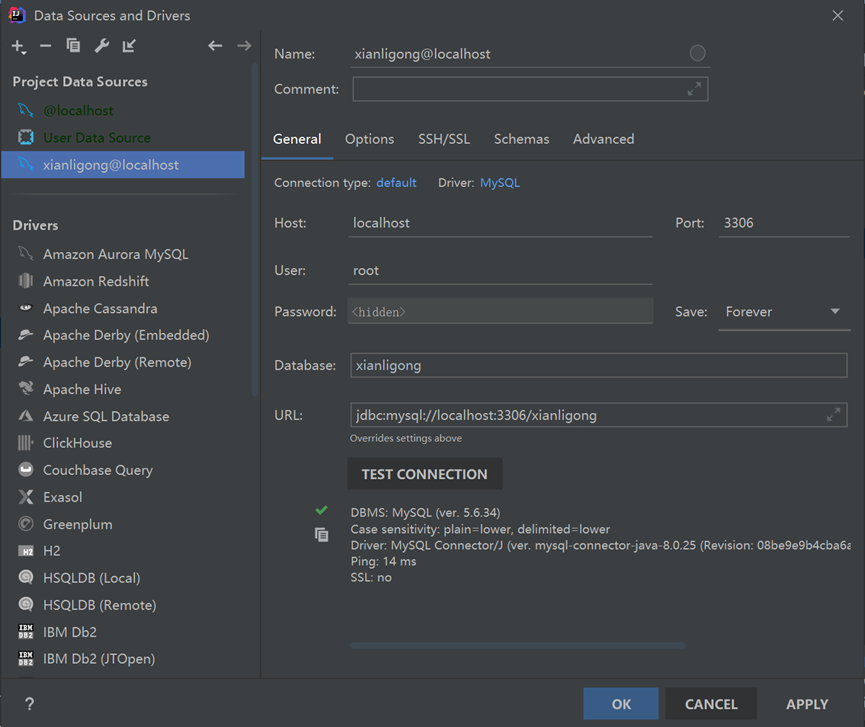 Data Sources and Drivers
Project Data Sources
@localhost
User Data Source
xianligong@localhost
Drivers
Amazon Aurora MySQL
Amazon Redshift
Apache Cassandra
Apache Derby (Embedded)
Apache Derby (Remote)
Apache Hive
Azure SQL Database
ClickHouse
Couchbase Query
Exasol
Greenplum
H2
H2
HSQLDB (Local)
HSQLDB (Remote)
IBM DB2
IBM Db2
IBM DB2
IBM Db2 (JTOpen)
Name: xianligong@localhost
Comment:
General Options SSH/SSL Schemas Advanced
Connection type: default Driver: MySQL
Host: localhost Port: 3306
User: root
Password: <hidden> Save: Forever
Database: xianligong
URL: jdbc:mysql://localhost:3306/xianligong
Overrides settings above
TEST CONNECTION
DBMS: MySQL (ver. 5.6.34)
Case sensitivity: plain=lower, delimited=lower
Driver: MySQL Connector/J (ver. mysql-connector-java-8.0.25 (Revision: 08be9e9b4cba6a
Ping: 14 ms
SSL: no
? OK CANCEL APPLY